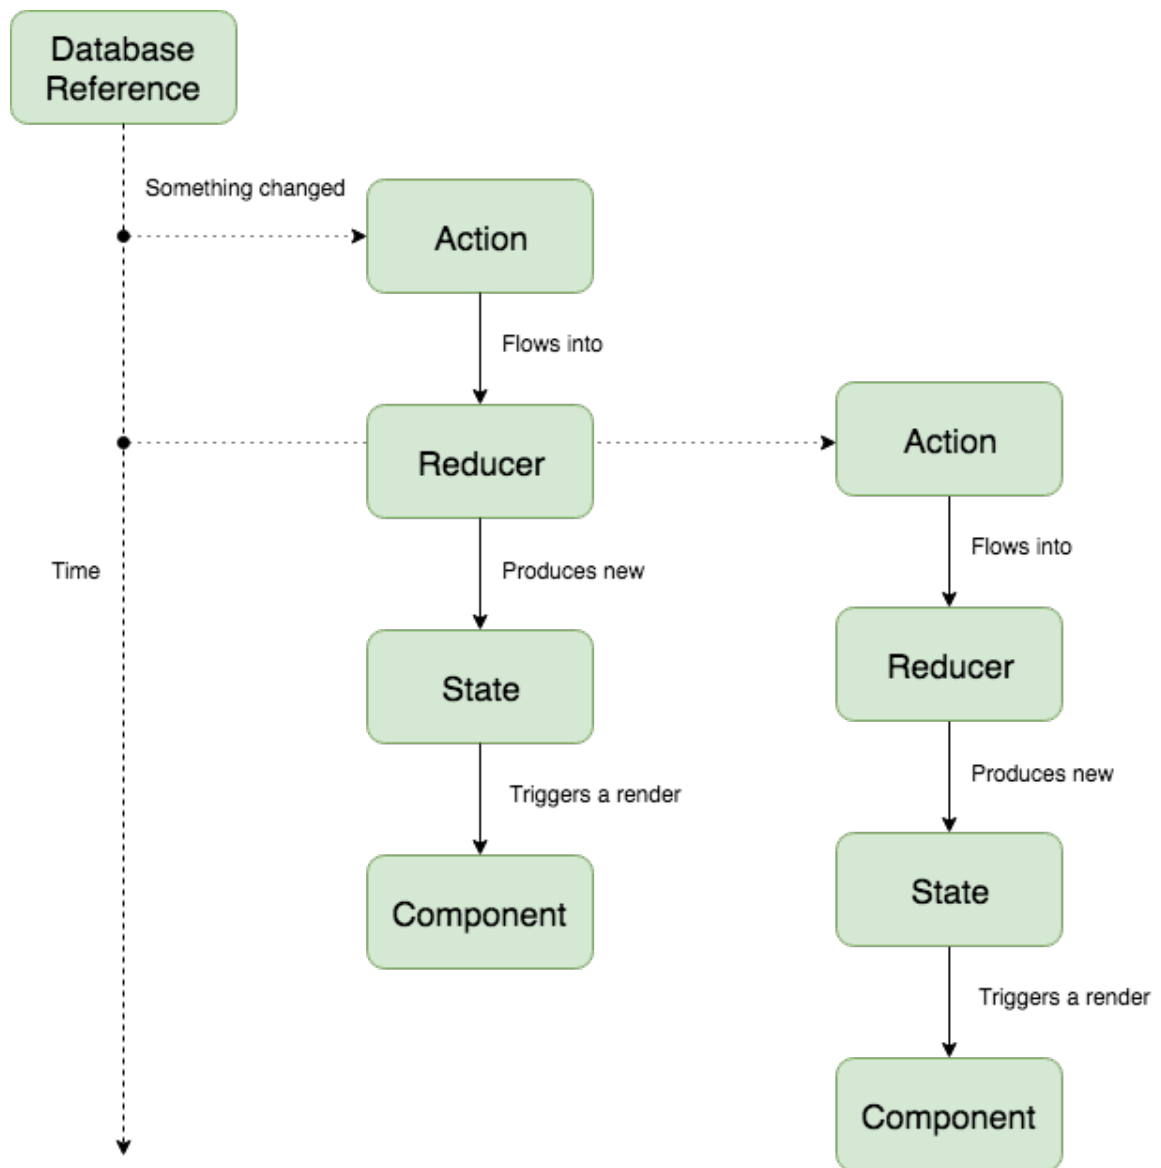 Database
Reference
Something changed
Action
Flows into
Reducer
Action
Time
Produces new
Flows into
State
Reducer
Triggers a render
Produces new
Component
State
Triggers a render
Component